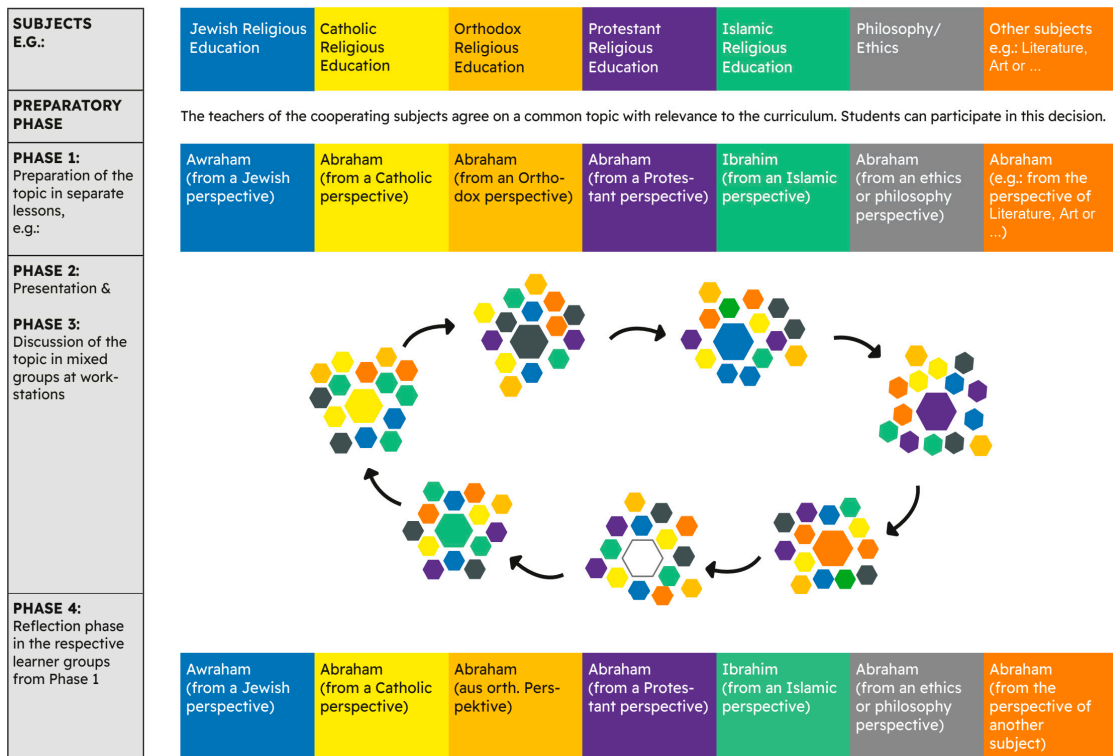 SUBJECTS
E.G.:
Jewish Religious
Education
Catholic
Religious
Education
Orthodox
Religious
Education
Protestant
Religious
Education
Islamic
Religious
Education
Philosophy/
Ethics
Other subjects
e.g.: Literature,
Art or ...
PREPARATORY
PHASE
The teachers of the cooperating subjects agree on a common topic with relevance to the curriculum. Students can participate in this decision.
PHASE 1:
Preparation of the
topic in separate
lessons,
e.g.:
Awraham
(from a Jewish
perspective)
Abraham
(from a Catholic
perspective)
Abraham
(from an Ortho-
dox perspective)
Abraham
(from a Protes-
tant perspective)
Ibrahim
(from an Islamic
perspective)
Abraham
(from an ethics
or philosophy
perspective)
Abraham
(e.g.: from the
perspective of
Literature, Art or
...)
PHASE 2:
Presentation &
PHASE 3:
Discussion of the
topic in mixed
groups at work-
stations
PHASE 4:
Reflection phase
in the respective
learner groups
from Phase 1
Awraham
(from a Jewish
perspective)
Abraham
(from a Catholic
perspective)
Abraham
(aus orth. Pers-
pektive)
Abraham
(from a Protes-
tant perspective)
Ibrahim
(from an Islamic
perspective)
Abraham
(from an ethics
or philosophy
perspective)
Abraham
(from the
perspective of
another
subject)